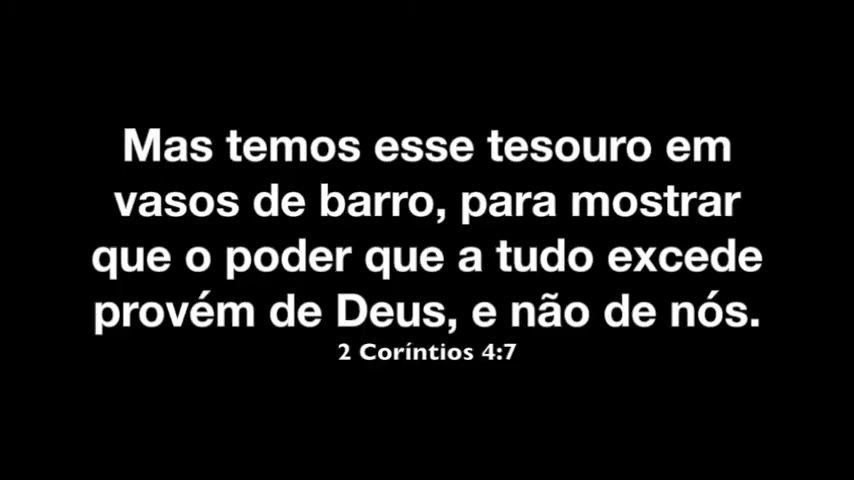 Mas temos esse tesouro em
vasos de barro, para mostrar
que o poder que a tudo excede
provém de Deus, e não de nós.
2 Coríntios 4:7